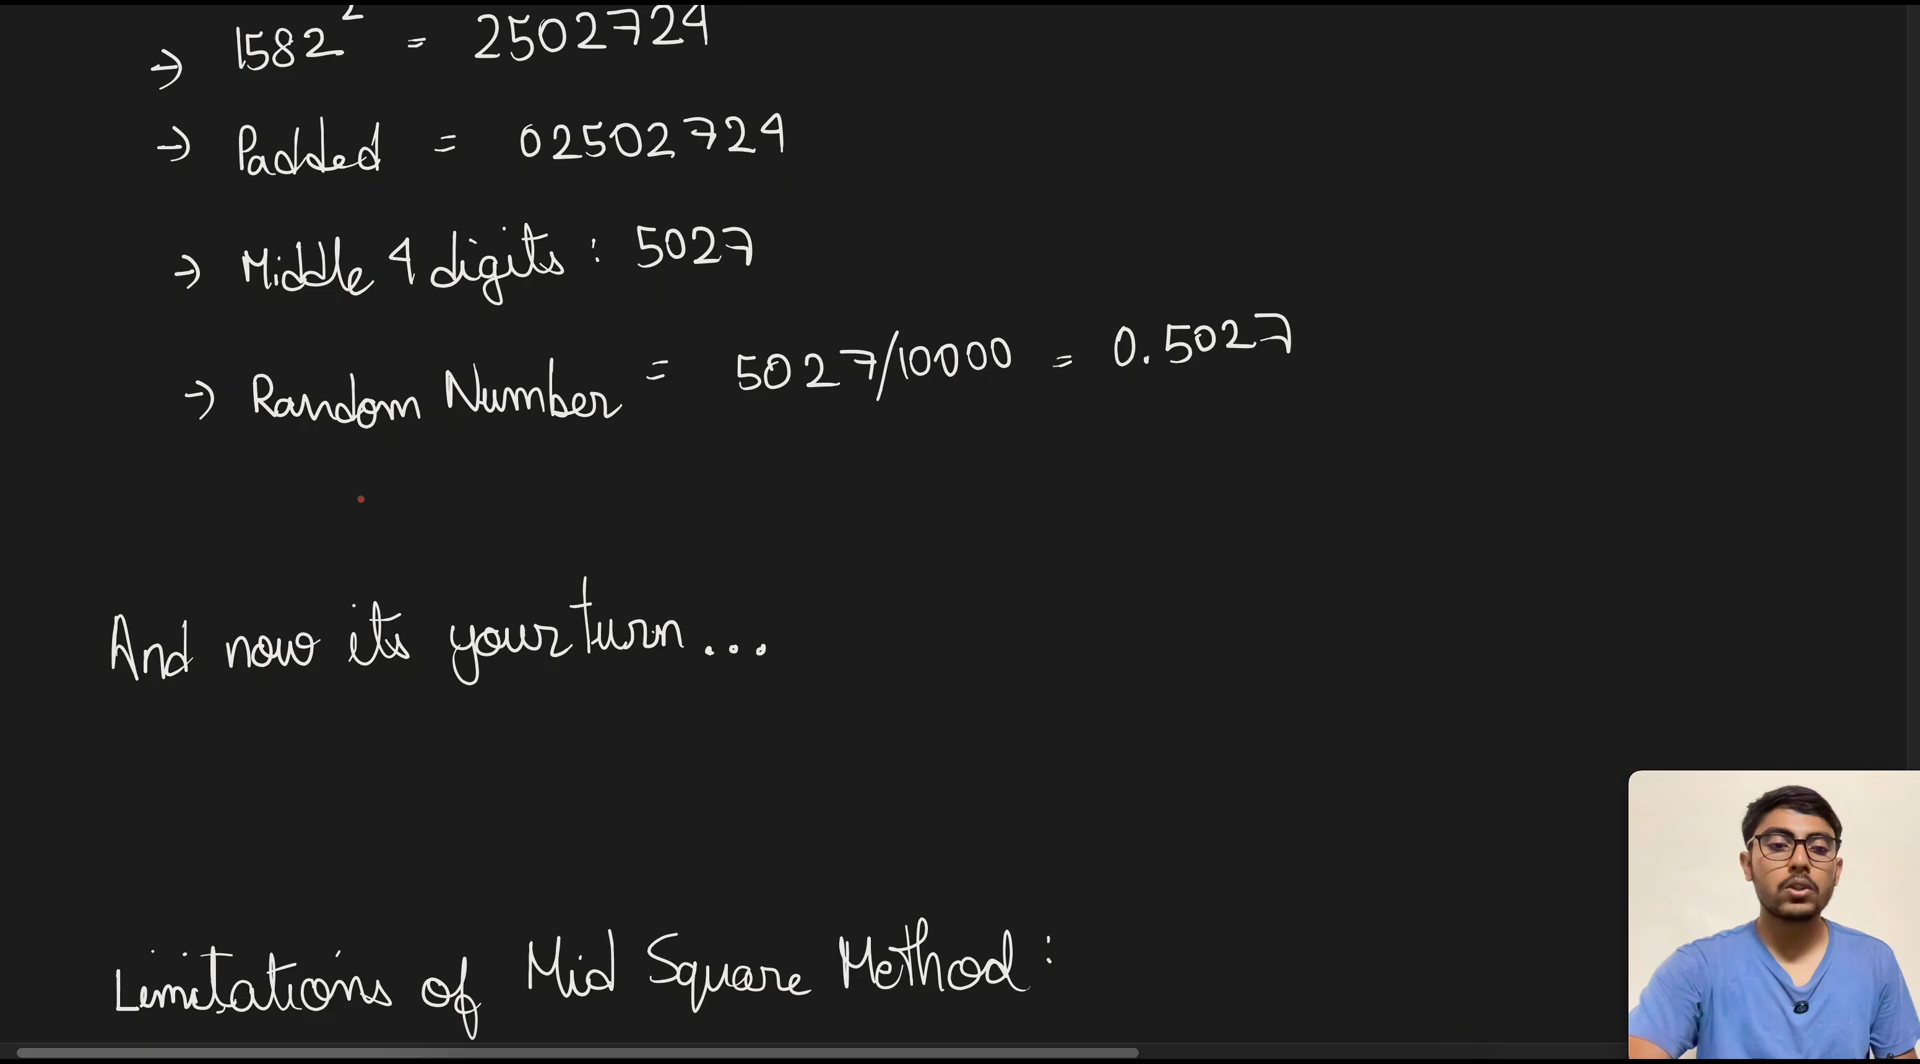 → 1582² = 2502724
→ Padded = 02502724
→ Middle 4 digits : 5027
→ Random Number = 5027/10000 = 0.5027
And now its your turn...
Limitations of Mid Square Method :